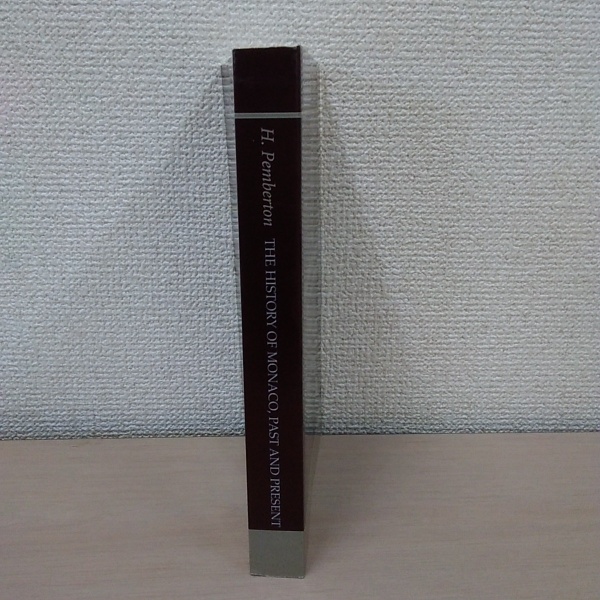 H. Pemberton THE HISTORY OF MONACO, PAST AND PRESENT